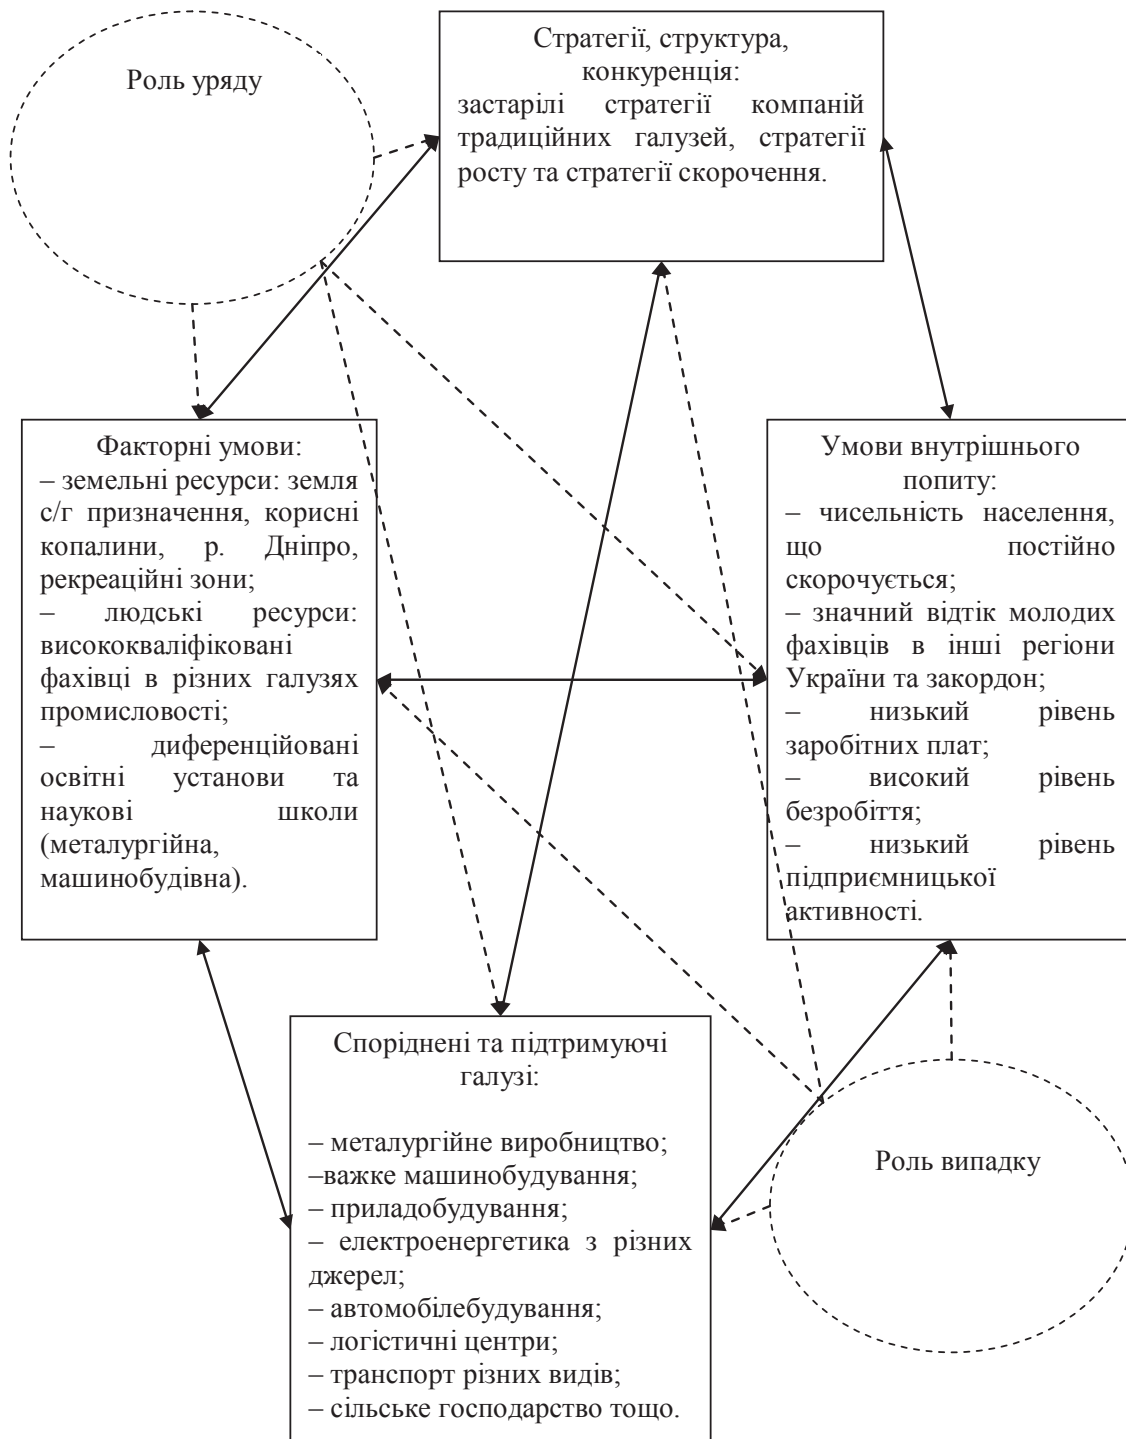 Роль уряду
Стратегії, структура,
конкуренція:
застарілі стратегії компаній
традиційних галузей, стратегії
росту та стратегії скорочення.
Факторні умови:
– земельні ресурси: земля
с/г призначення, корисні
копалини, р. Дніпро,
рекреаційні зони;
– людські ресурси:
висококваліфіковані
фахівці в різних галузях
промисловості;
– диференційовані
освітні установи та
наукові школи
(металургійна,
машинобудівна).
Умови внутрішнього
попиту:
– чисельність населення,
що постійно
скорочується;
– значний відтік молодих
фахівців в інші регіони
України та закордон;
– низький рівень
заробітних плат;
– високий рівень
безробіття;
– низький рівень
підприємницької
активності.
Споріднені та підтримуючі
галузі:
– металургійне виробництво;
–важке машинобудування;
– приладобудування;
– електроенергетика з різних
джерел;
– автомобілебудування;
– логістичні центри;
– транспорт різних видів;
– сільське господарство тощо.
Роль випадку